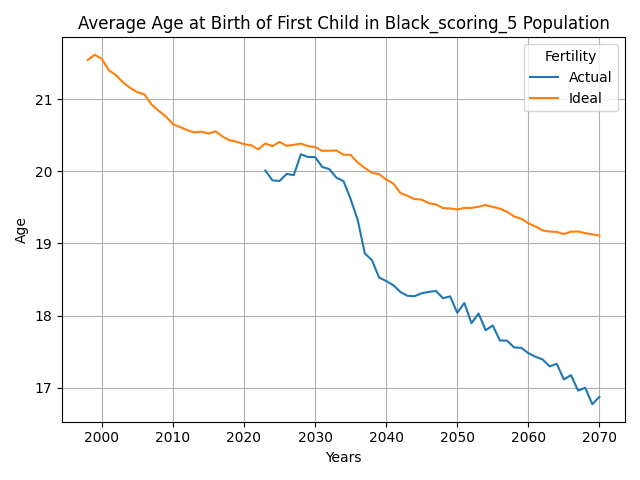 Average Age at Birth of First Child in Black_scoring_5 Population
Fertility
Actual
Ideal
Age
21
20
19
18
17
2000 2010 2020 2030 2040 2050 2060 2070
Years